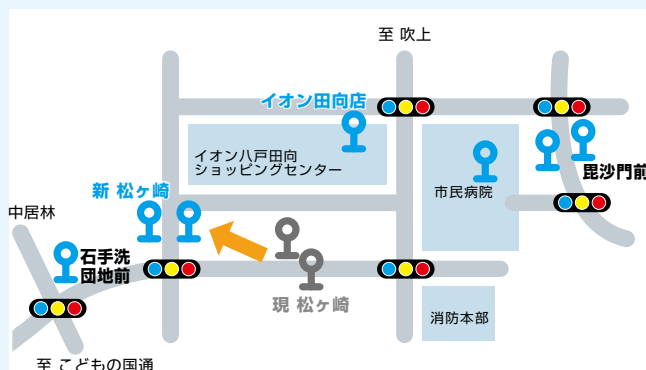 至 吹上
イオン田向店
イオン八戸田向
ショッピングセンター
市民病院
毘沙門前
新 松ヶ崎
中居林
石手洗
団地前
現 松ヶ崎
消防本部
至 こどもの国通